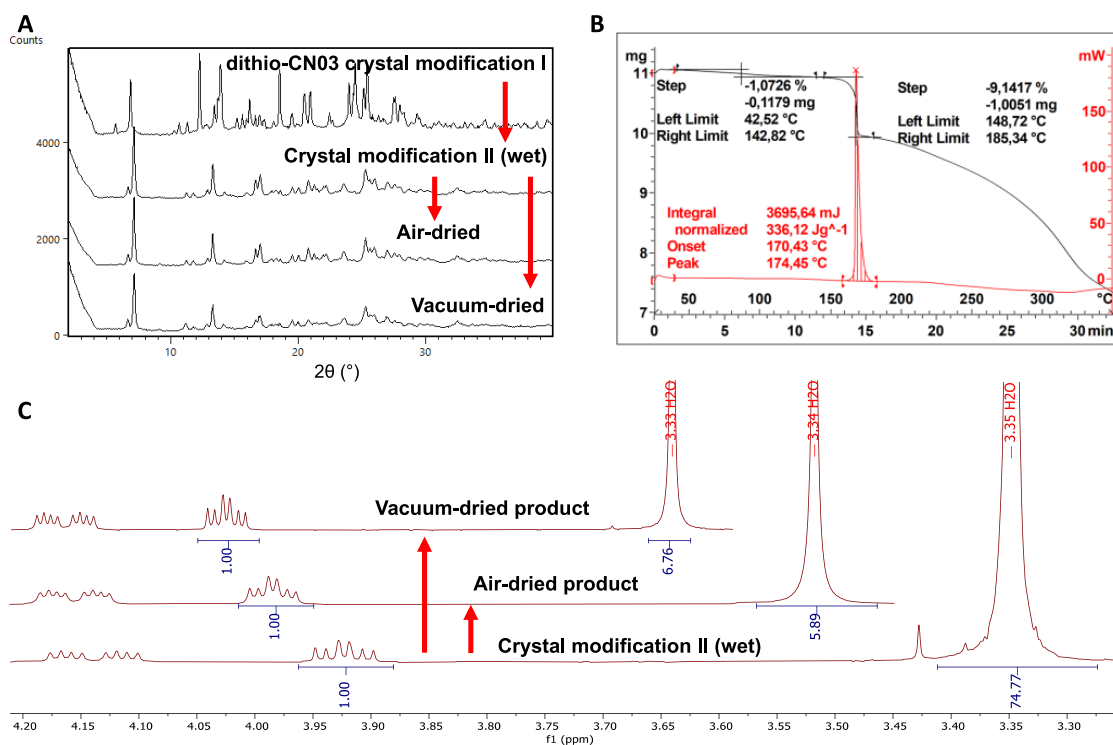 A
Counts
dithio-CN03 crystal modification I
4000
Crystal modification II (wet)
Air-dried
2000
Vacuum-dried
0
10
20
30
2θ (°)
B
mg
mW
11
10
9
8
7
Step
-1,0726 %
-0,1179 mg
Left Limit
42,52 °C
Right Limit
142,82 °C
Step
-9,1417 %
-1,0051 mg
Left Limit
148,72 °C
Right Limit
185,34 °C
150
100
50
0
Integral
3695,64 mJ
normalized
336,12 Jg^-1
Onset
170,43 °C
Peak
174,45 °C
50
100
150
200
250
300
°C
0
5
10
15
20
25
30
min
C
3.33 H2O
3.34 H2O
3.35 H2O
Vacuum-dried product
1.00
6.76
Air-dried product
1.00
5.89
Crystal modification II (wet)
1.00
74.77
4.20
4.15
4.10
4.05
4.00
3.95
3.90
3.85
3.80
3.75
3.70
3.65
3.60
3.55
3.50
3.45
3.40
3.35
3.30
f1 (ppm)